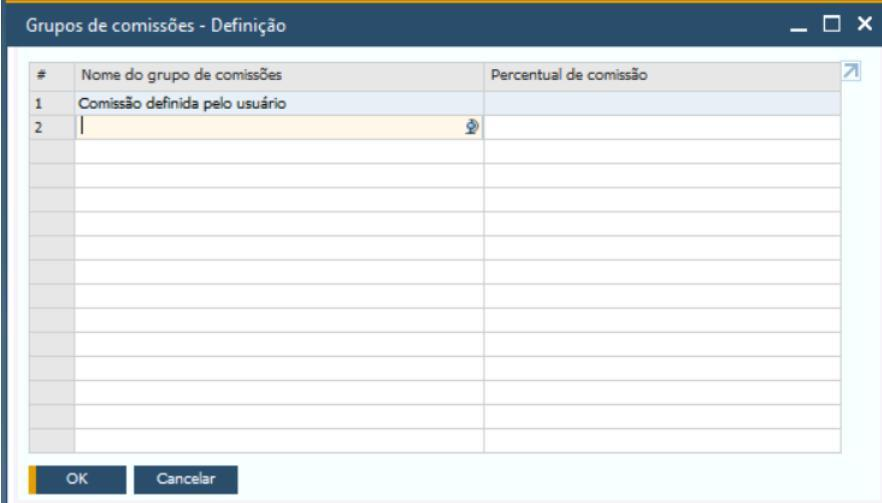 Grupos de comissões - Definição
# Nome do grupo de comissões Percentual de comissão
1 Comissão definida pelo usuário
2
OK Cancelar